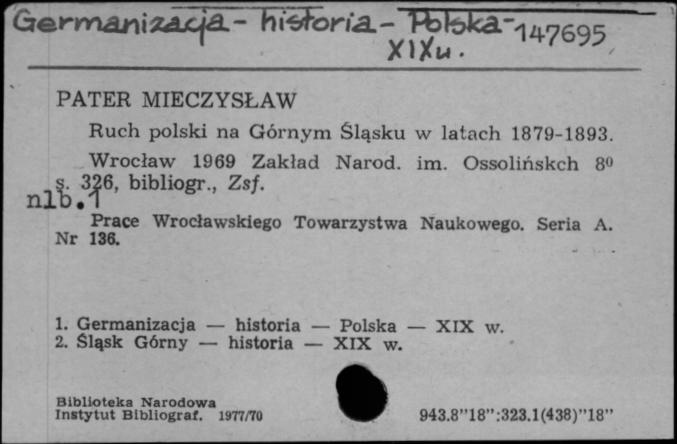 Germanizacja - historia - Polska - 147695
XIXw.
PATER MIECZYSŁAW
Ruch polski na Górnym Śląsku w latach 1879-1893.
Wrocław 1969 Zakład Narod. im. Ossolińskch 8⁰
s. 326, bibliogr., Zsf.
nlb. 1
Prace Wrocławskiego Towarzystwa Naukowego. Seria A.
Nr 136.
1. Germanizacja — historia — Polska — XIX w.
2. Śląsk Górny — historia — XIX w.
Biblioteka Narodowa
Instytut Bibliograf. 1977/70 943.8”18”:323.1(438)”18”